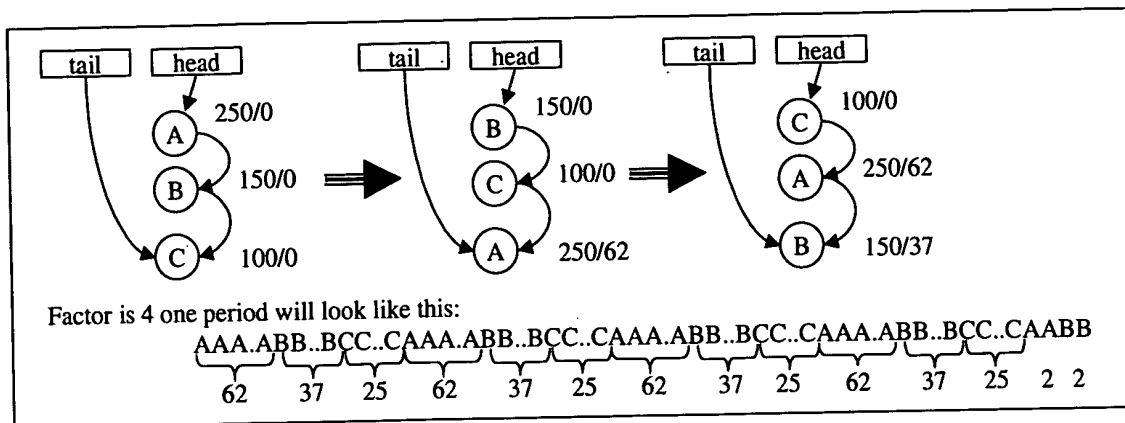 tail head tail head tail head
250/0 150/0 100/0
A B C
150/0 100/0 250/62
B C A
C A B
100/0 250/62 150/37
Factor is 4 one period will look like this:
AAA.ABB..BCC..CAAA.ABB..BCC..CAAA.ABB..BCC..CAAA.ABB..BCC..CAABB
62 37 25 62 37 25 62 37 25 62 37 25 2 2